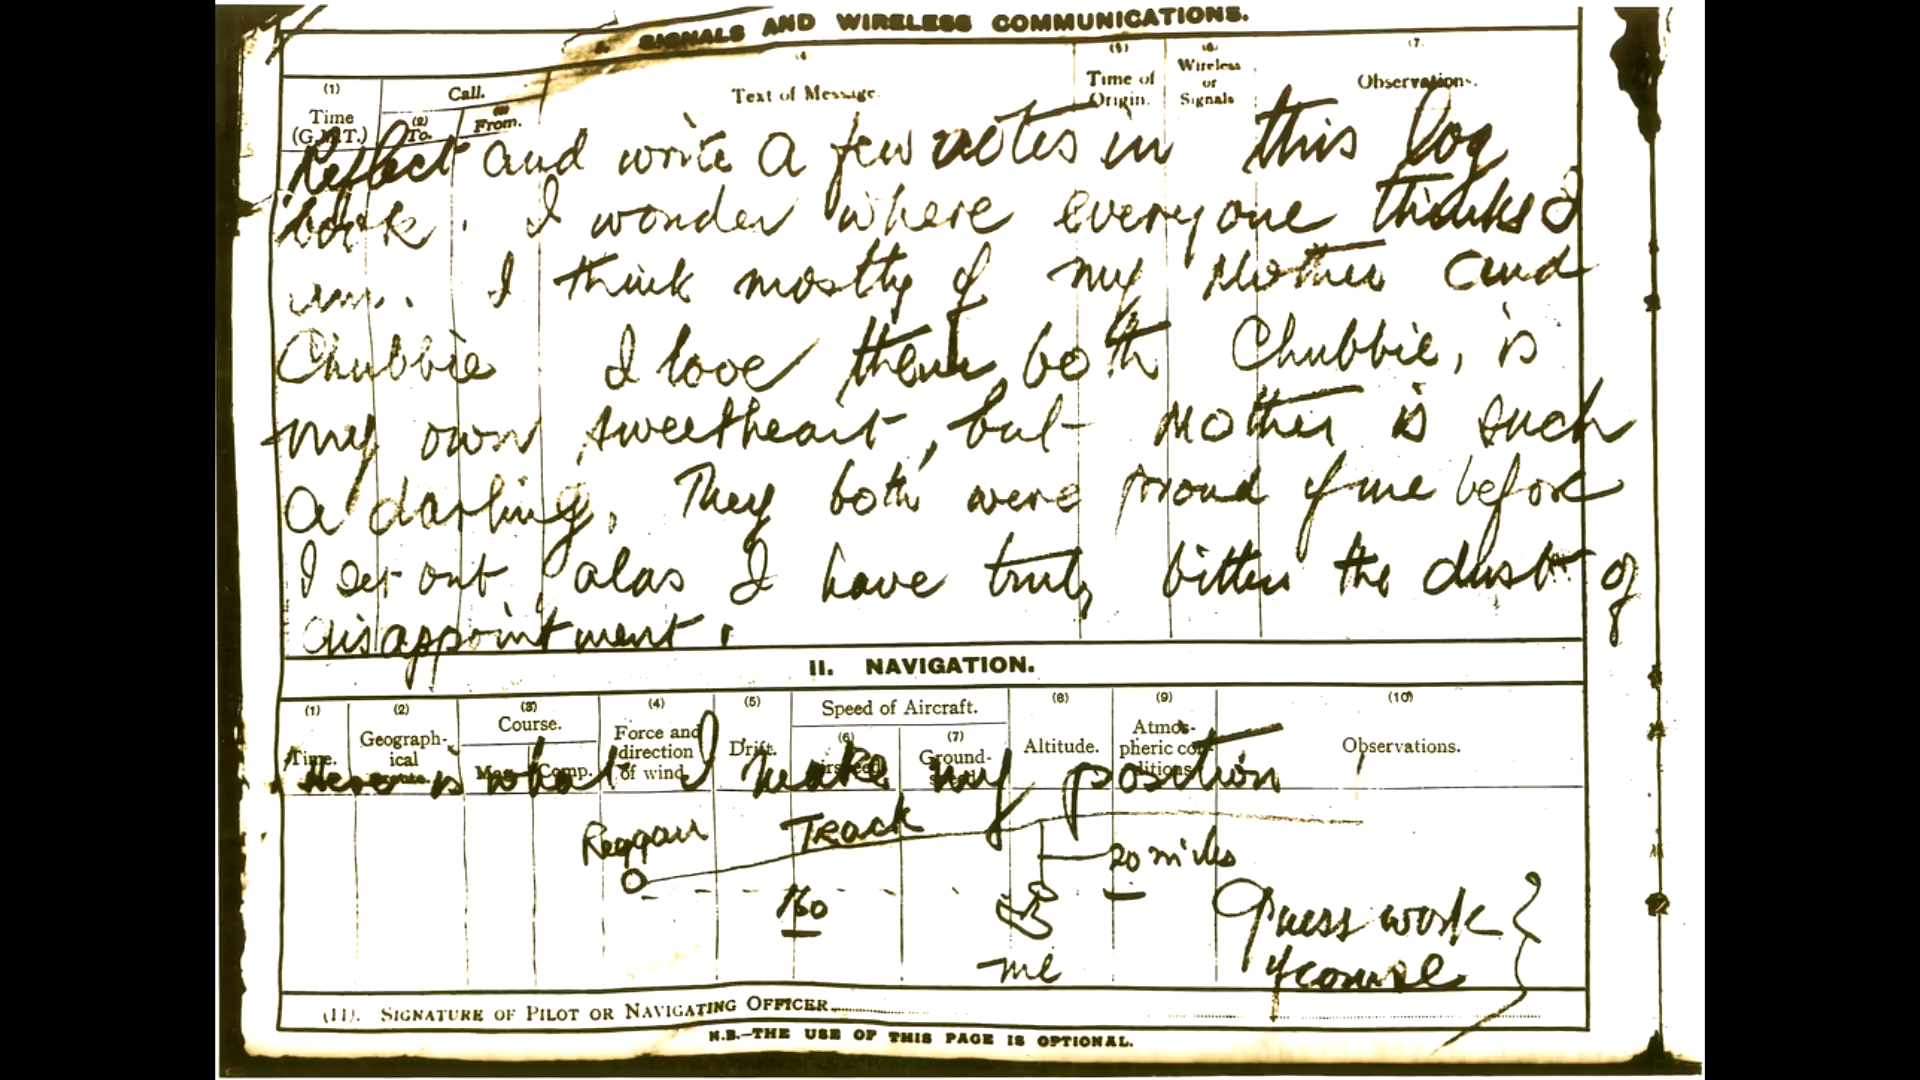 I. SIGNALS AND WIRELESS COMMUNICATIONS.
(1) Time (G.M.T.)
Call.
(2) To.
(3) From.
(4) Text of Message.
(5) Time of Origin.
(6) Wireless or Signals
(7) Observations.
Reflect and write a few notes in this log
book. I wonder where everyone thinks I
am. I think mostly of my Mother and
Chubbie I love them both Chubbie, is
my own sweetheart, but Mother is such
a darling. They both were proud of me before
I set out, alas I have truly bitten the dust of
disappointment.
II. NAVIGATION.
(1) Time.
(2) Geograph-ical
(3) Course.
Comp.
(4) Force and direction of wind.
(5) Drift.
Speed of Aircraft.
(6)
(7) Ground-speed.
(8) Altitude.
(9) Atmos-pheric con-ditions.
(10) Observations.
Here is what I make my position
Reggan Track
20 miles
160
me
Guess work
of course
(11). SIGNATURE OF PILOT OR NAVIGATING OFFICER
N.B.—THE USE OF THIS PAGE IS OPTIONAL.